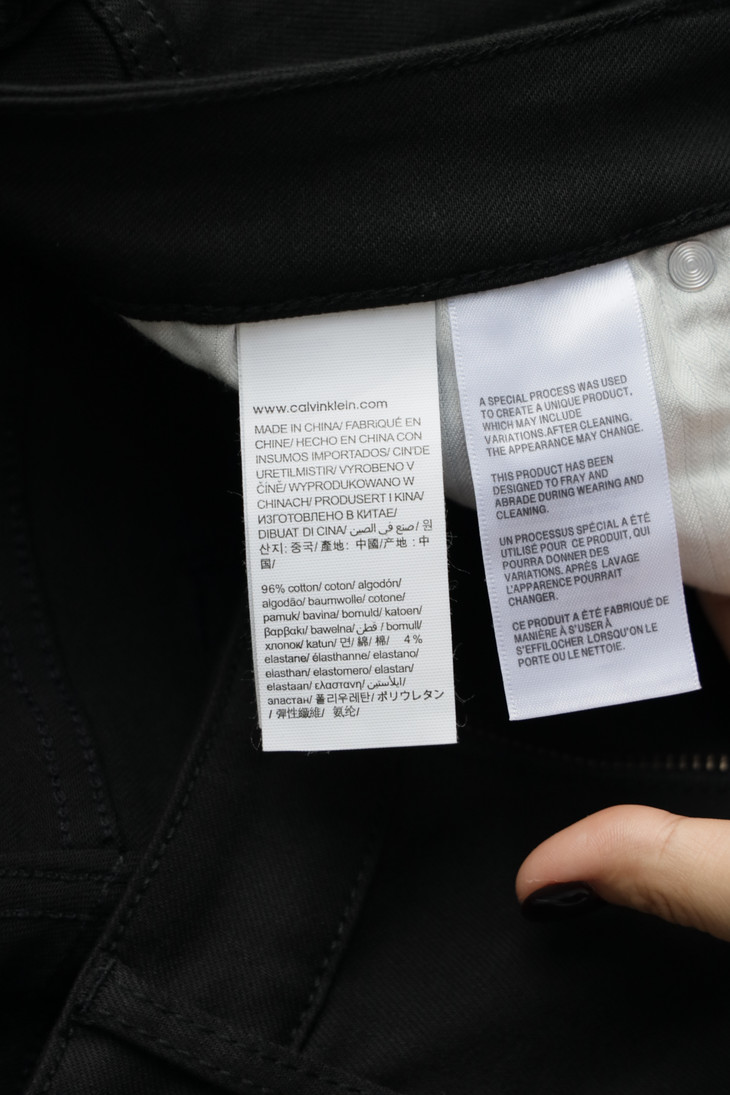 www.calvinklein.com
MADE IN CHINA/ FABRiQUÉ EN
CHINE/ HECHO EN CHINA CON
INSUMOS IMPORTADOS/ CIN'DE
URETILMISTIR/ VYROBENO V
ČÍNĚ/ WYPRODUKOWANO W
CHINACH/ PRODUSERT I KINA/
ИЗГОТОВЛЕНО В КИТАЕ/
DIBUAT DI CINA/ صنع في الصين/ 원
산지: 중국/ 產地: 中國/产地 : 中
国/
96% cotton/ coton/ algodón/
algodão/ baumwolle/ cotone/
pamuk/ bavlna/ bomuld/ katoen/
βαρβακι/ bawełna/ قطن / bomull/
хлопок/ katun/ 면/ 綿/ 棉/ 4%
elastane/ élasthanne/ elastano/
elasthan/ elastomero/ elastan/
elastaan/ ελαστανη/ ايلاستين/
эластан/ 폴리우레탄/ ポリウレタン
/ 彈性纖維/ 氨纶/
A SPECIAL PROCESS WAS USED
TO CREATE A UNIQUE PRODUCT,
WHICH MAY INCLUDE
VARIATIONS.AFTER CLEANING.
THE APPEARANCE MAY CHANGE.
THIS PRODUCT HAS BEEN
DESIGNED TO FRAY AND
ABRADE DURING WEARING AND
CLEANING.
UN PROCESSUS SPÉCIAL A ÉTÉ
UTILISÉ POUR CE PRODUIT, QUI
POURRA DONNER DES
VARIATIONS. APRÈS LAVAGE
L'APPARENCE POURRAIT
CHANGER.
CE PRODUIT A ÉTÉ FABRIQUÉ DE
MANIÈRE À S'USER À
S'EFFILOCHER LORSQU'ON LE
PORTE OU LE NETTOIE.